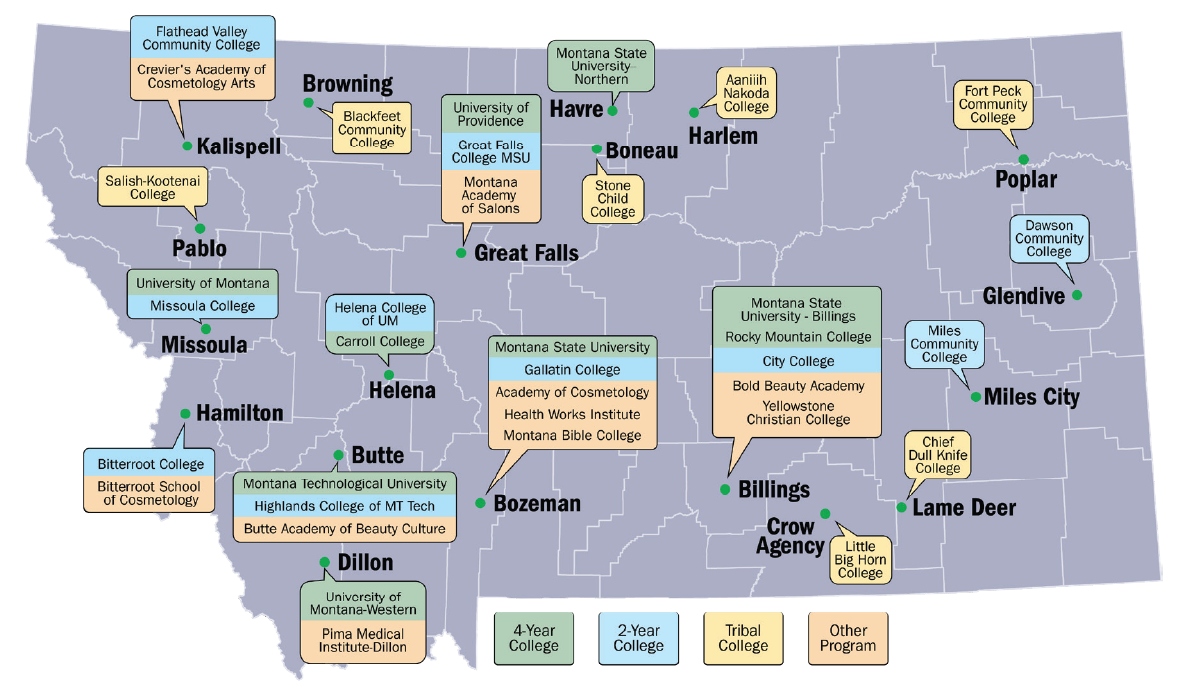 Flathead Valley
Community College
Crevier's Academy of
Cosmetology Arts
Kalispell
Browning
Blackfeet
Community
College
Montana State
University-
Northern
Havre
Aaniiih
Nakoda
College
Harlem
Fort Peck
Community
College
Poplar
University of
Providence
Great Falls
College MSU
Montana
Academy
of Salons
Great Falls
Boneau
Stone
Child
College
Salish-Kootenai
College
Pablo
Dawson
Community
College
Glendive
University of Montana
Missoula College
Missoula
Helena College
of UM
Carroll College
Helena
Montana State University
Gallatin College
Academy of Cosmetology
Health Works Institute
Montana Bible College
Bozeman
Montana State
University - Billings
Rocky Mountain College
City College
Bold Beauty Academy
Yellowstone
Christian College
Billings
Miles
Community
College
Miles City
Hamilton
Bitterroot College
Bitterroot School
of Cosmetology
Butte
Montana Technological University
Highlands College of MT Tech
Butte Academy of Beauty Culture
Chief
Dull Knife
College
Lame Deer
Crow
Agency
Little
Big Horn
College
Dillon
University of
Montana-Western
Pima Medical
Institute-Dillon
4-Year
College
2-Year
College
Tribal
College
Other
Program